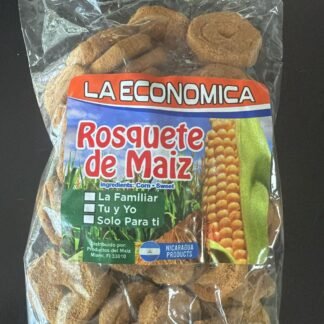 LA ECONOMICA
Rosquete
de Maiz
Ingredients: Corn - Sweet
La Familiar
Tu y Yo
Solo Para ti
Distribuido por:
Productos del Maiz
Miami, Fl 33010
NICARAGUA
PRODUCTS